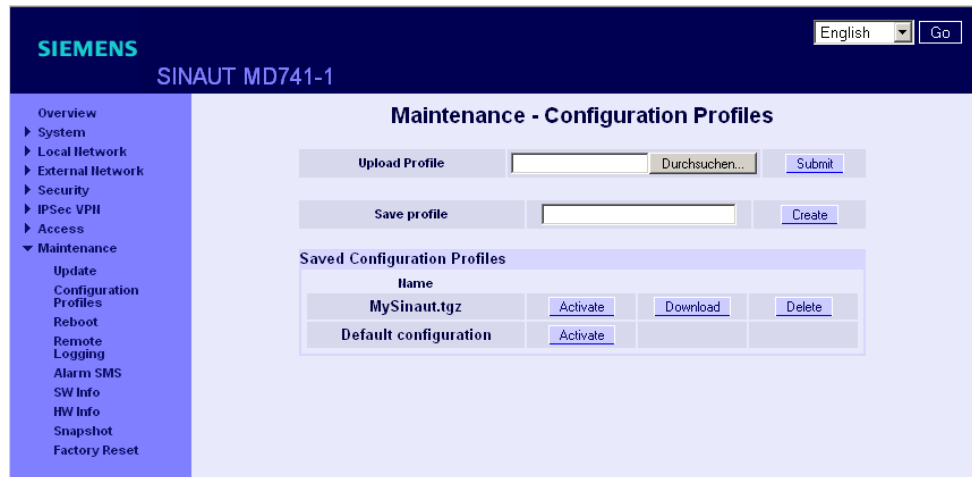 English Go
SIEMENS
SINAUT MD741-1
Overview
System
Local Network
External Network
Security
IPSec VPN
Access
Maintenance
Update
Configuration
Profiles
Reboot
Remote
Logging
Alarm SMS
SW Info
HW Info
Snapshot
Factory Reset
Maintenance - Configuration Profiles
Upload Profile Durchsuchen... Submit
Save profile Create
Saved Configuration Profiles
Name
MySinaut.tgz Activate Download Delete
Default configuration Activate